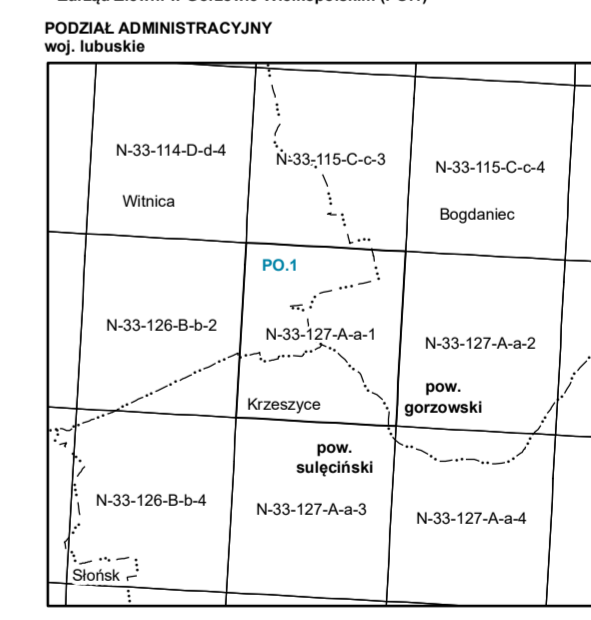 PODZIAŁ ADMINISTRACYJNY
woj. lubuskie
N-33-114-D-d-4
N-33-115-C-c-3
N-33-115-C-c-4
Witnica
Bogdaniec
PO.1
N-33-126-B-b-2
N-33-127-A-a-1
N-33-127-A-a-2
pow.
gorzowski
Krzeszyce
pow.
sulęciński
N-33-126-B-b-4
N-33-127-A-a-3
N-33-127-A-a-4
Słońsk